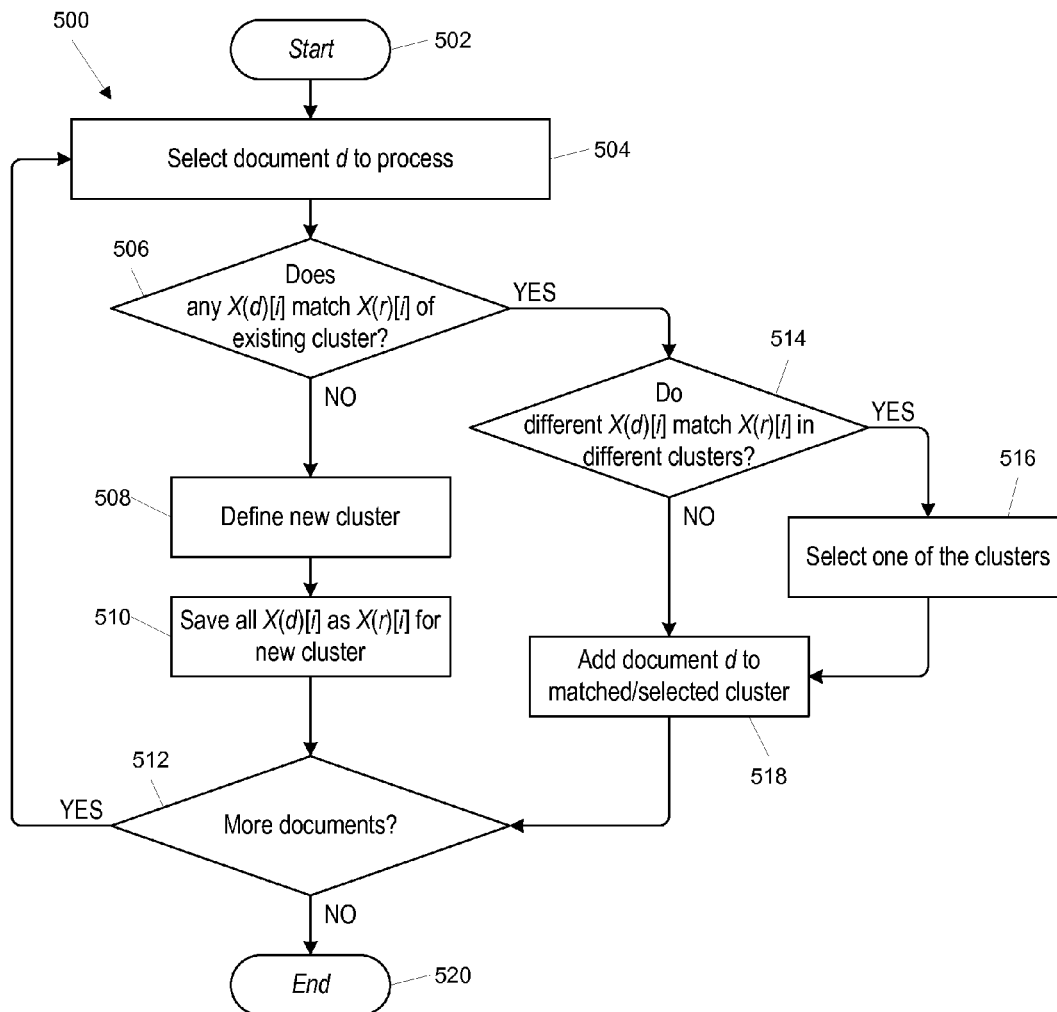 500
Start
502
Select document d to process
504
506
Does
any X(d)[i] match X(r)[i] of
existing cluster?
YES
NO
514
Do
different X(d)[i] match X(r)[i] in
different clusters?
YES
NO
516
Select one of the clusters
508
Define new cluster
510
Save all X(d)[i] as X(r)[i] for
new cluster
Add document d to
matched/selected cluster
518
512
YES
More documents?
NO
End
520